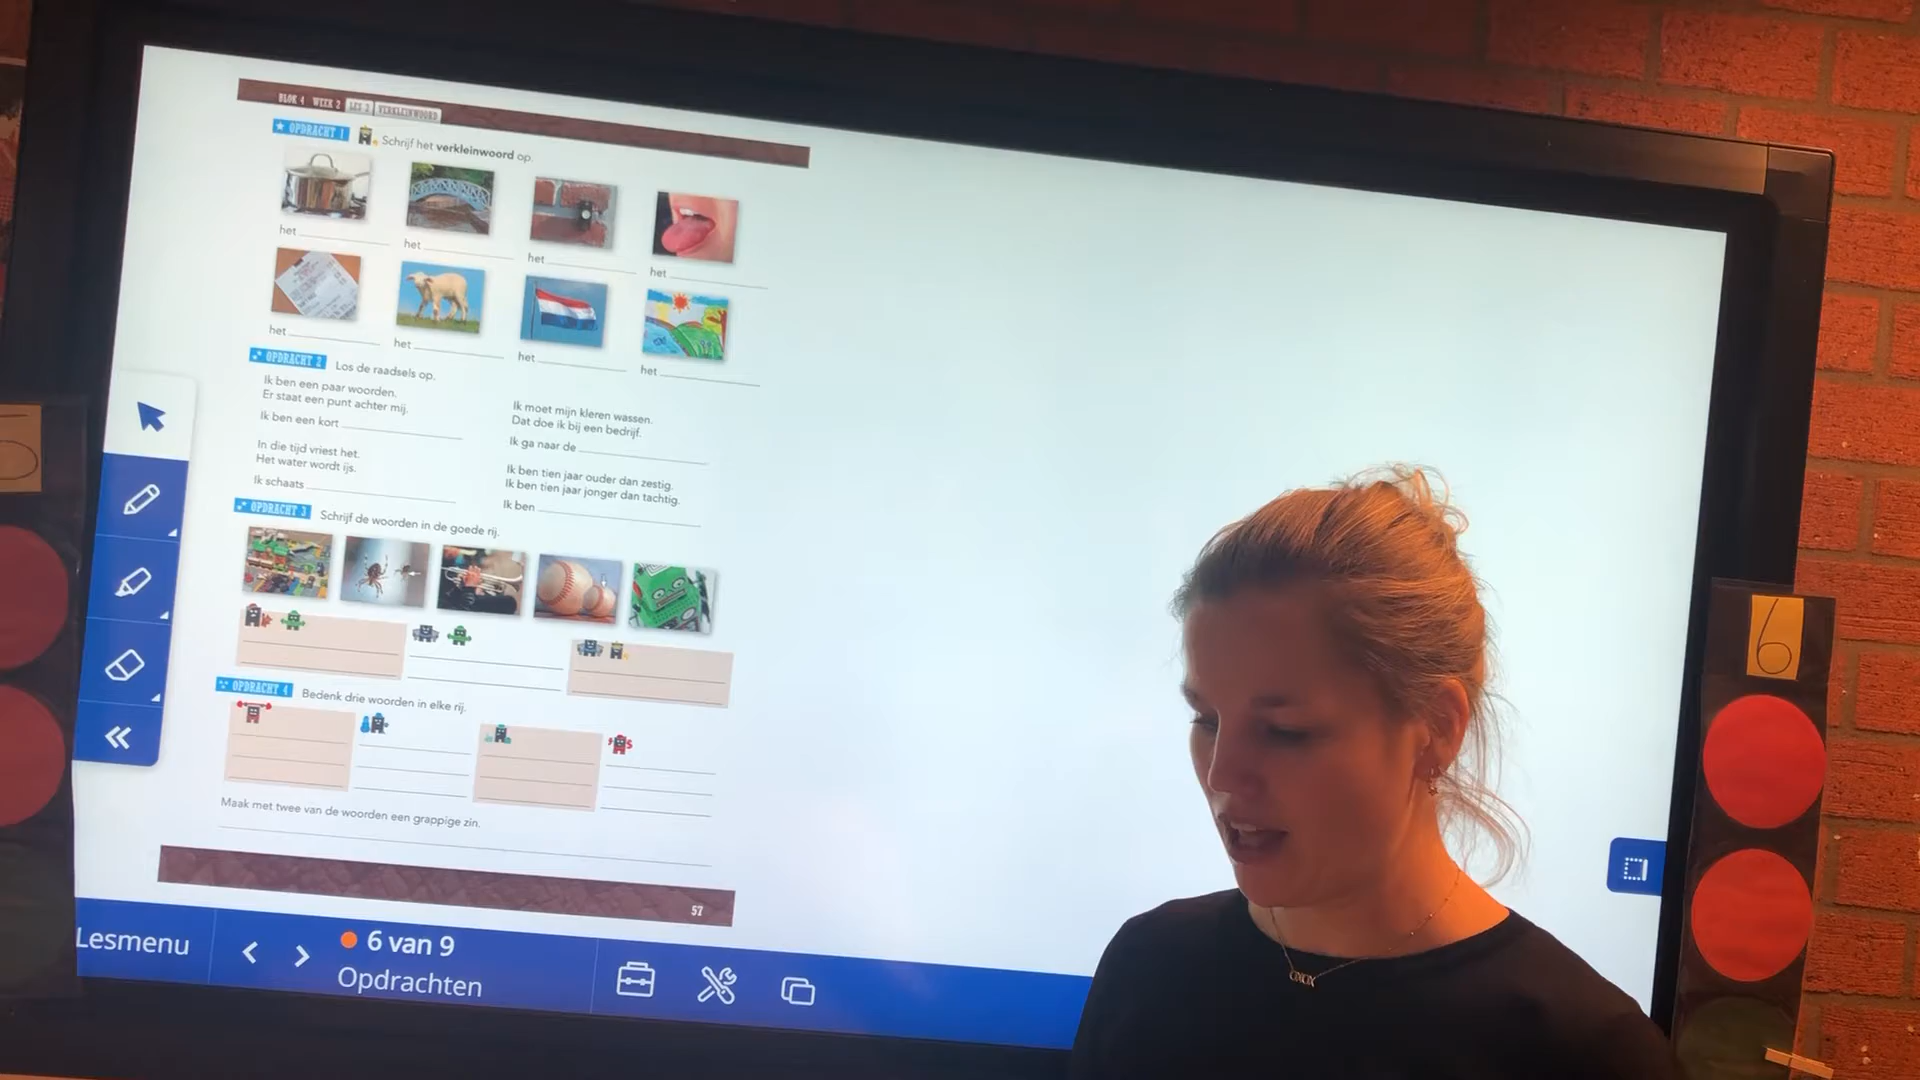 BLOK 4 WEEK 2 LES 3 VERKLEINWOORD
OPDRACHT 1 Schrijf het verkleinwoord op.
het het het het
het het het het
OPDRACHT 2 Los de raadsels op.
Ik ben een paar woorden.
Er staat een punt achter mij.
Ik ben een kort
In die tijd vriest het.
Het water wordt ijs.
Ik schaats
Ik moet mijn kleren wassen.
Dat doe ik bij een bedrijf.
Ik ga naar de
Ik ben tien jaar ouder dan zestig.
Ik ben tien jaar jonger dan tachtig.
Ik ben
OPDRACHT 3 Schrijf de woorden in de goede rij.
OPDRACHT 4 Bedenk drie woorden in elke rij.
Maak met twee van de woorden een grappige zin.
57
Lesmenu
6 van 9
Opdrachten
6